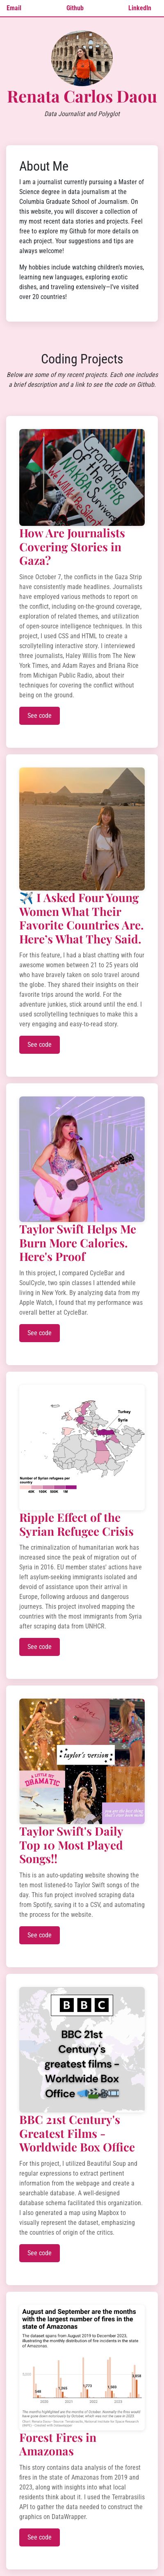 Email Github LinkedIn
Renata Carlos Daou
Data Journalist and Polyglot
About Me
I am a journalist currently pursuing a Master of
Science degree in data journalism at the
Columbia Graduate School of Journalism. On
this website, you will discover a collection of
my most recent data stories and projects. Feel
free to explore my Github for more details on
each project. Your suggestions and tips are
always welcome!
My hobbies include watching children's movies,
learning new languages, exploring exotic
dishes, and traveling extensively—I've visited
over 20 countries!
Coding Projects
Below are some of my recent projects. Each one includes
a brief description and a link to see the code on Github.
Grandkids
of the 1948
NAKBA
Survivors
How Are Journalists
Covering Stories in
Gaza?
Since October 7, the conflicts in the Gaza Strip
have consistently made headlines. Journalists
have employed various methods to report on
the conflict, including on-the-ground coverage,
exploration of related themes, and utilization
of open-source intelligence techniques. In this
project, I used CSS and HTML to create a
scrollytelling interactive story. I interviewed
three journalists, Haley Willis from The New
York Times, and Adam Rayes and Briana Rice
from Michigan Public Radio, about their
techniques for covering the conflict without
being on the ground.
See code
✈️ I Asked Four Young
Women What Their
Favorite Countries Are.
Here's What They Said.
For this feature, I had a blast chatting with four
awesome women between 21 to 25 years old
who have bravely taken on solo travel around
the globe. They shared their insights on their
favorite trips around the world. For the
adventure junkies, stick around until the end. I
used scrollytelling techniques to make this a
very engaging and easy-to-read story.
See code
Taylor Swift Helps Me
Burn More Calories.
Here's Proof
In this project, I compared CycleBar and
SoulCycle, two spin classes I attended while
living in New York. By analyzing data from my
Apple Watch, I found that my performance was
overall better at CycleBar.
See code
Turkey
Syria
Number of Syrian refugees per
country
80K 100K 500K 1M
Ripple Effect of the
Syrian Refugee Crisis
The criminalization of humanitarian work has
increased since the peak of migration out of
Syria in 2016. EU member states' actions have
left asylum-seeking immigrants isolated and
devoid of assistance upon their arrival in
Europe, following arduous and dangerous
journeys. This project involved mapping the
countries with the most immigrants from Syria
after scraping data from UNHCR.
See code
Lover
taylor's version
A LITTLE BIT
DRAMATIC
Taylor Swift's Daily
Top 10 Most Played
Songs!!
This is an auto-updating website showing the
ten most listened-to Taylor Swift songs of the
day. This fun project involved scraping data
from Spotify, saving it to a CSV, and automating
the process for the website.
See code
BBC
BBC 21st
Century's
greatest films -
Worldwide Box
Office
BBC 21st Century's
Greatest Films -
Worldwide Box Office
For this project, I utilized Beautiful Soup and
regular expressions to extract pertinent
information from the webpage and create a
searchable database. A well-designed
database schema facilitated this organization.
I also generated a map using Mapbox to
visually represent the dataset, emphasizing
the countries of origin of the critics.
See code
August and September are the months
with the largest number of fires in the
state of Amazonas
The dataset spans from August 2019 to December 2023,
illustrating the monthly distribution of fire incidents in the state
of Amazonas.
Forest Fires in
Amazonas
This story contains data analysis of the forest
fires in the state of Amazonas from 2019 and
2023, along with insights into what local
residents think about it. I used the Terrabrasilis
API to gather the data needed to construct the
graphics on DataWrapper.
See code